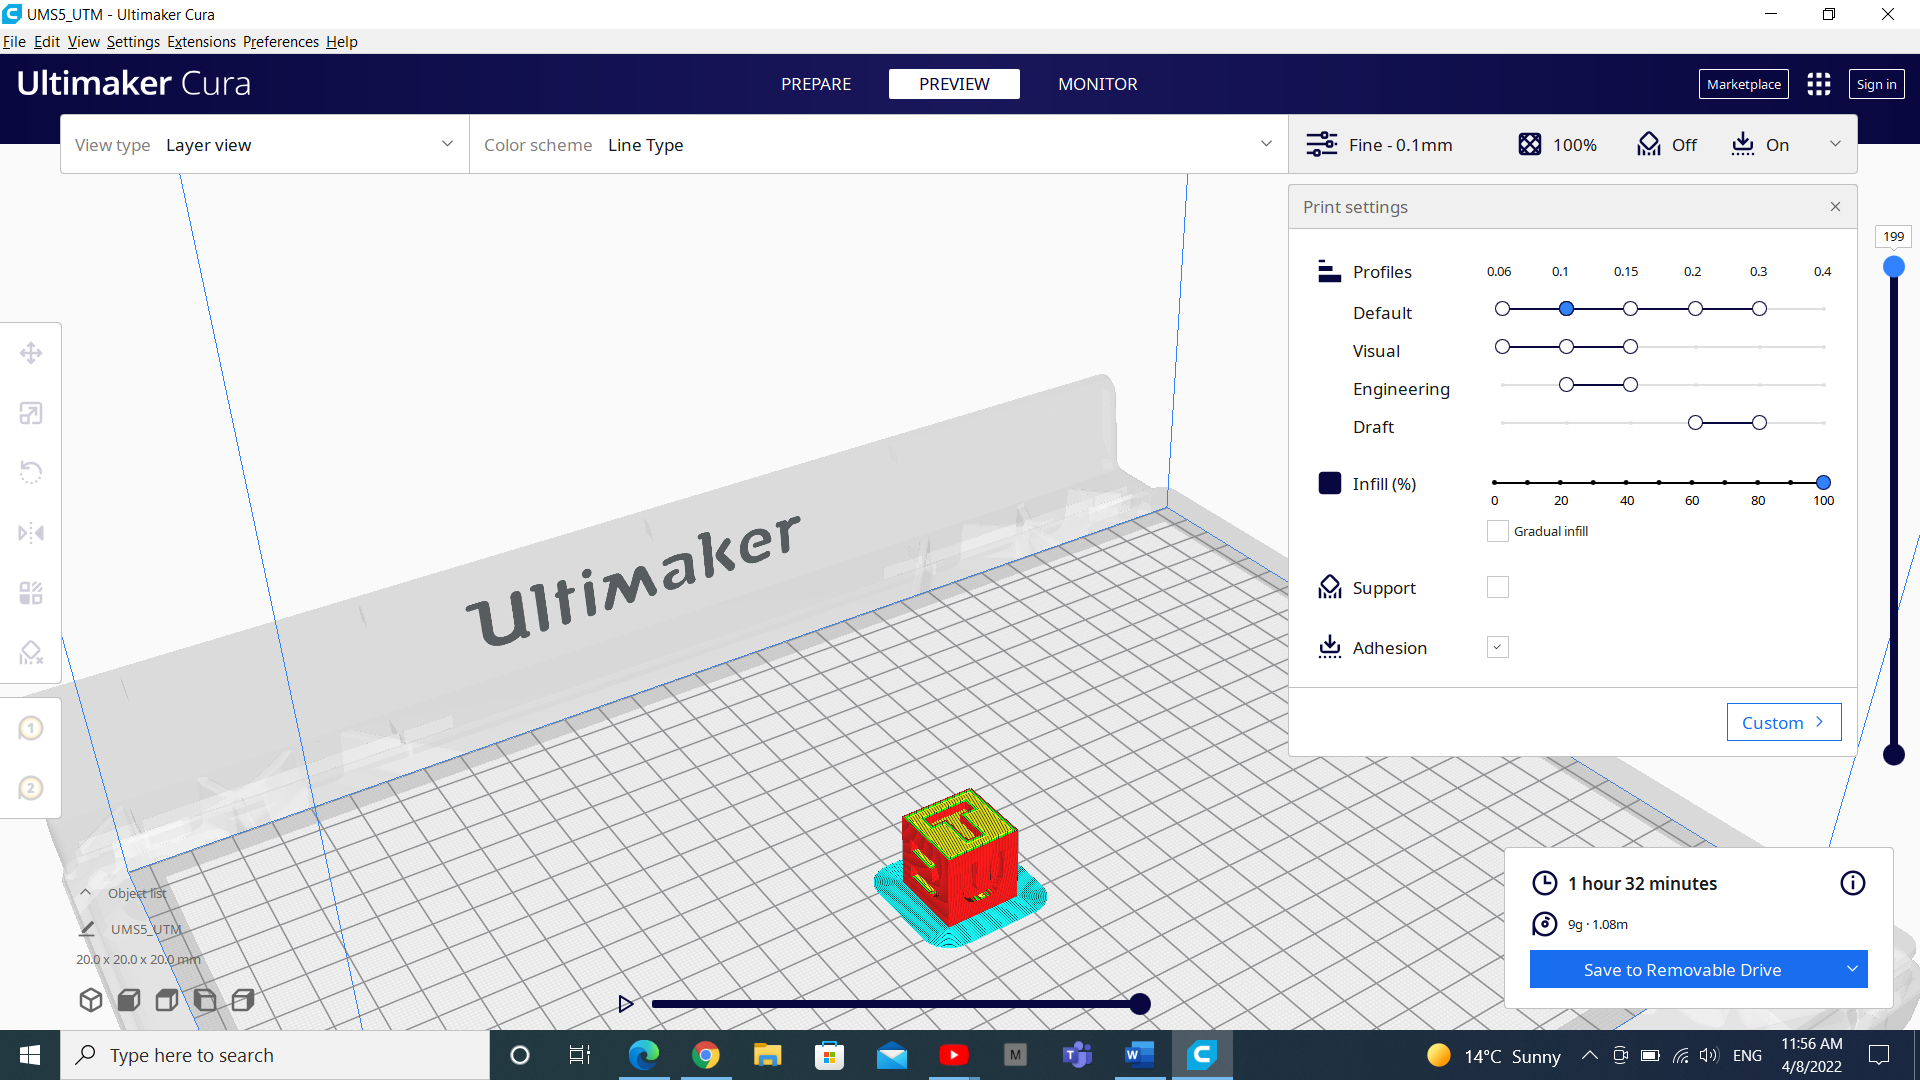 UMS5_UTM - Ultimaker Cura
File Edit View Settings Extensions Preferences Help
Ultimaker Cura
PREPARE
PREVIEW
MONITOR
Marketplace
Sign in
View type Layer view
Color scheme Line Type
Fine - 0.1mm
100%
Off
On
Print settings
199
Profiles 0.06 0.1 0.15 0.2 0.3 0.4
Default
Visual
Engineering
Draft
Infill (%)
0 20 40 60 80 100
Gradual infill
Support
Adhesion
Custom
Ultimaker
1
2
T
U
Object list
UMS5_UTM
20.0 x 20.0 x 20.0 mm
1 hour 32 minutes
9g · 1.08m
Save to Removable Drive
Type here to search
M
T
W
14°C Sunny
ENG
11:56 AM
4/8/2022